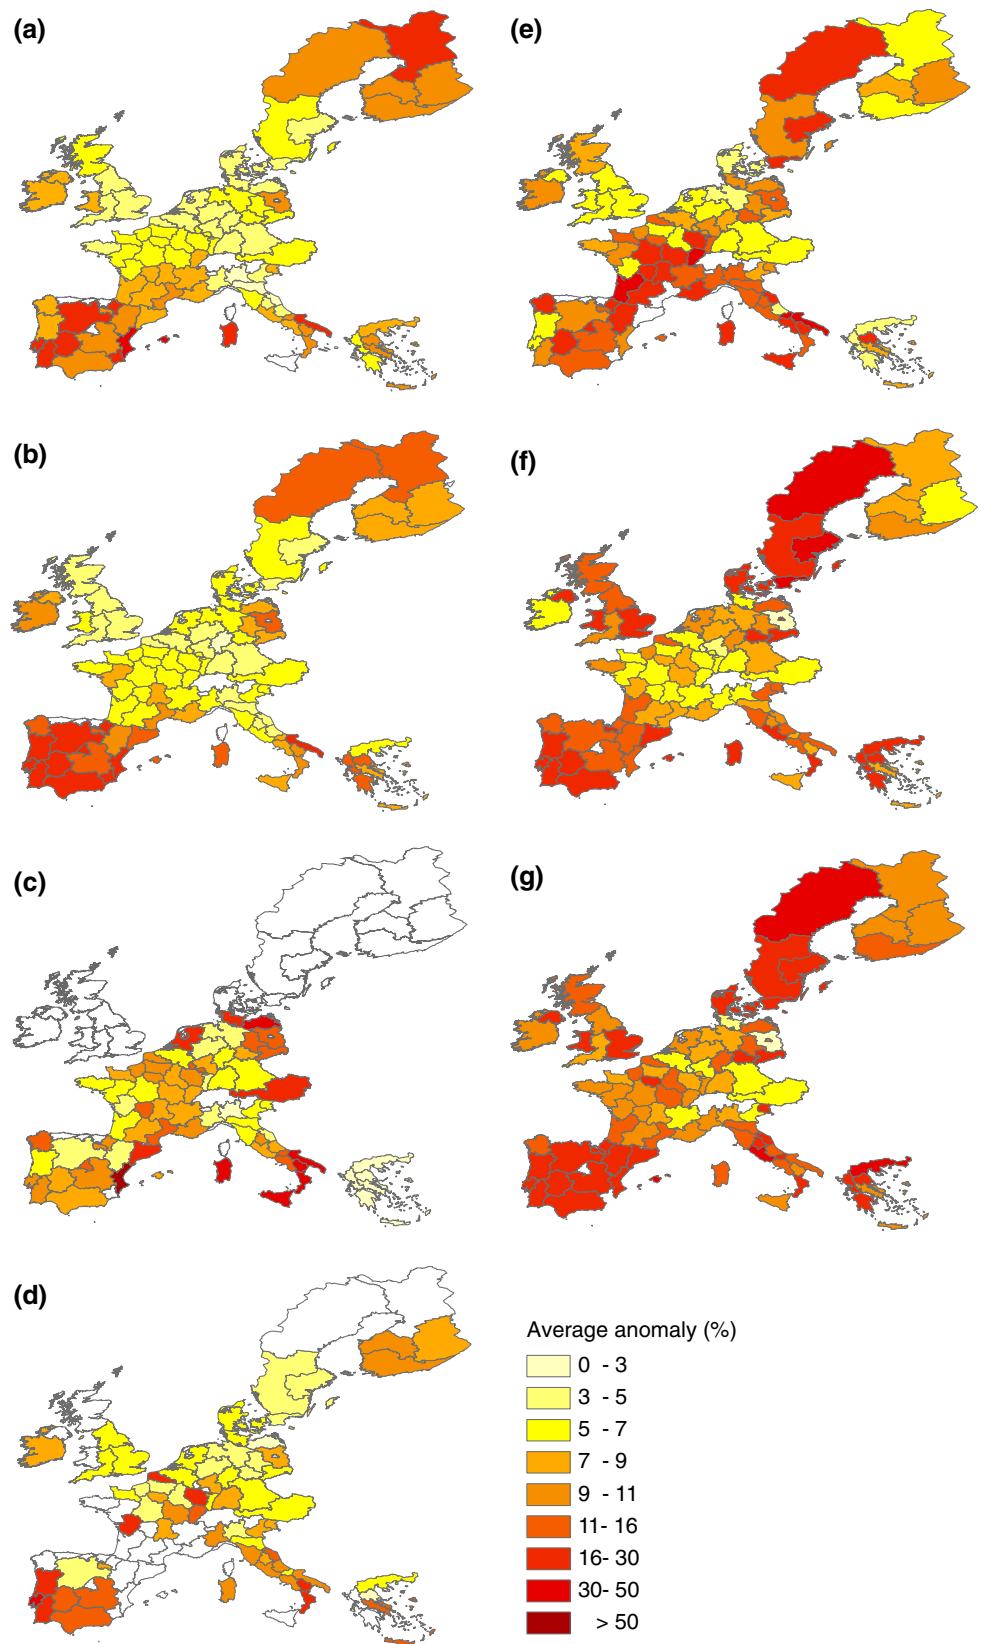 (a)
(e)
(b)
(f)
(c)
(g)
(d)
Average anomaly (%)
0 - 3
3 - 5
5 - 7
7 - 9
9 - 11
11- 16
16- 30
30- 50
> 50